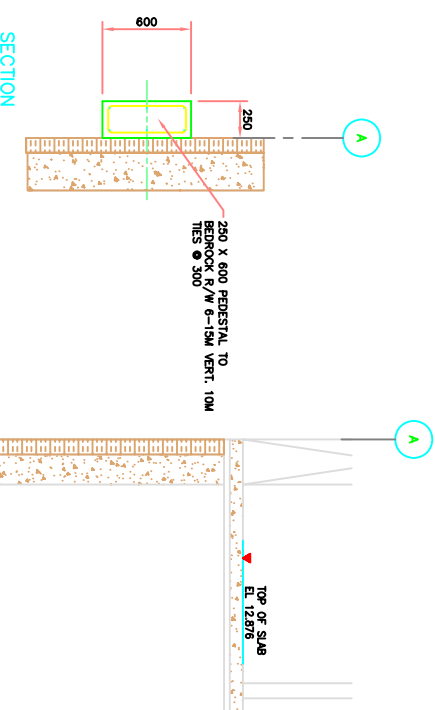 SECTION
600
250
A
250 X 600 PEDESTAL TO
BEDROCK R/W 6-15M VERT. 10M
TIES @ 300
A
TOP OF SLAB
EL 12.876